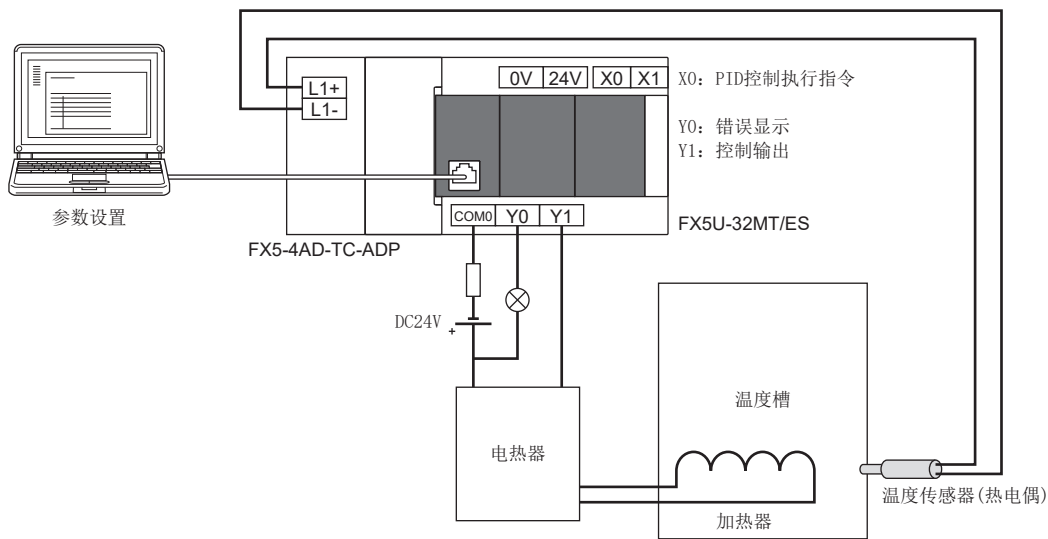 L1+
L1-
0V 24V X0 X1
X0: PID控制执行指令
Y0: 错误显示
Y1: 控制输出
参数设置
COM0 Y0 Y1
FX5U-32MT/ES
FX5-4AD-TC-ADP
DC24V
+
电热器
温度槽
加热器
温度传感器(热电偶)